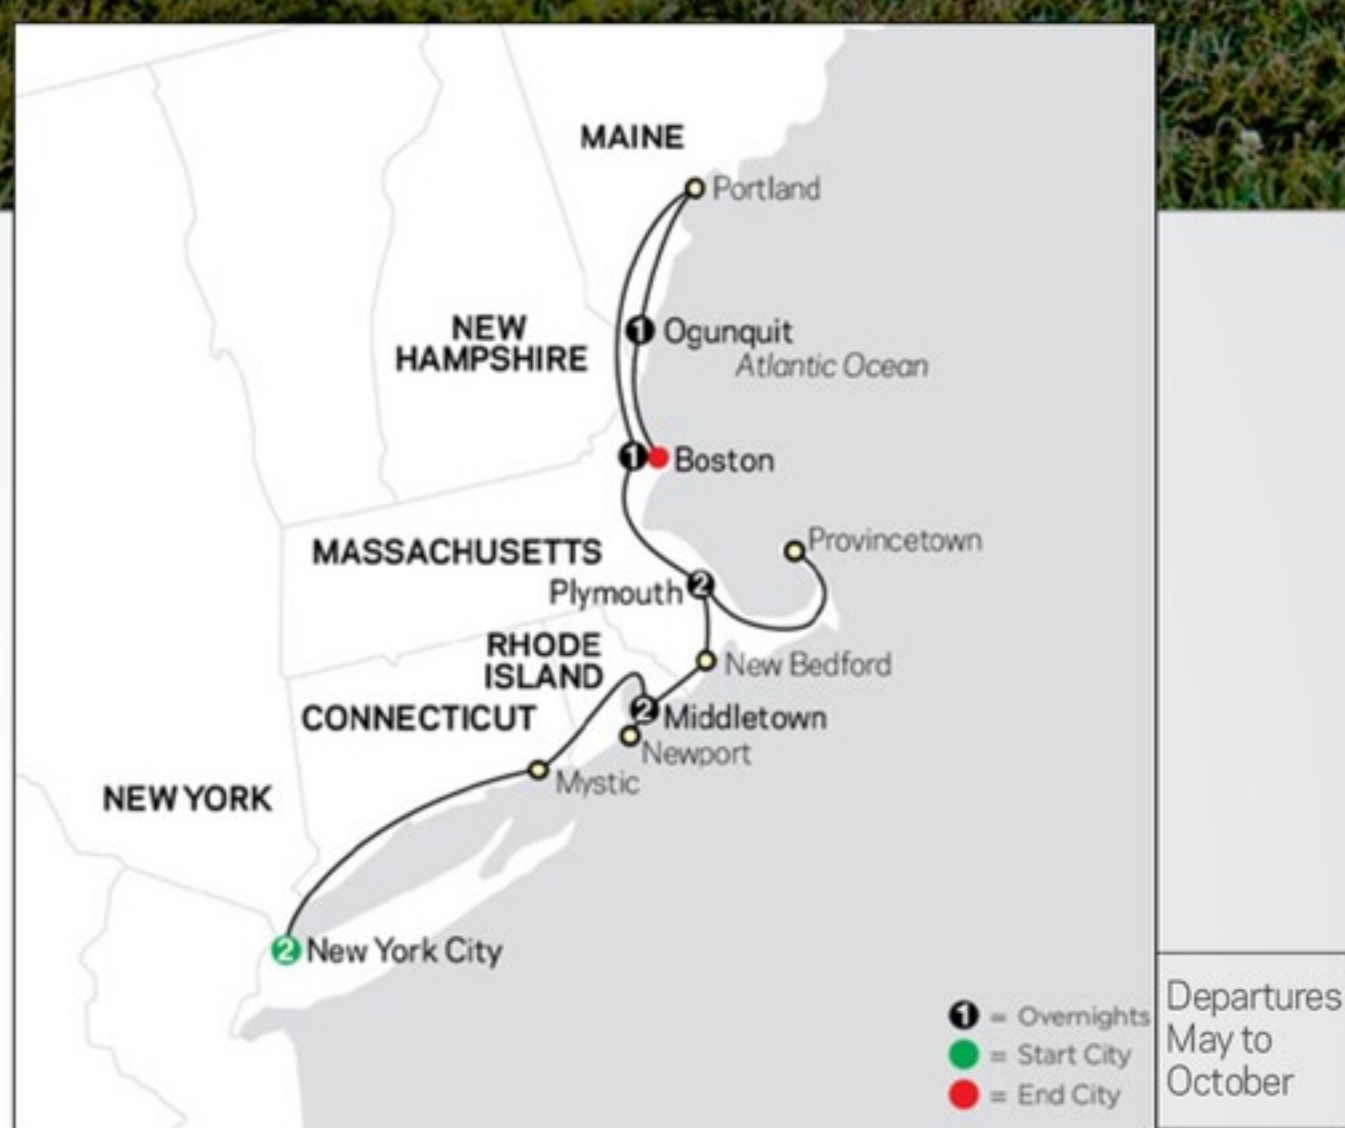 MAINE
Portland
NEW
HAMPSHIRE
1 Ogunquit
Atlantic Ocean
1 Boston
Provincetown
MASSACHUSETTS
Plymouth 2
RHODE
ISLAND
New Bedford
CONNECTICUT
2 Middletown
Newport
Mystic
NEW YORK
2 New York City
1 = Overnights
= Start City
= End City
Departures
May to
October